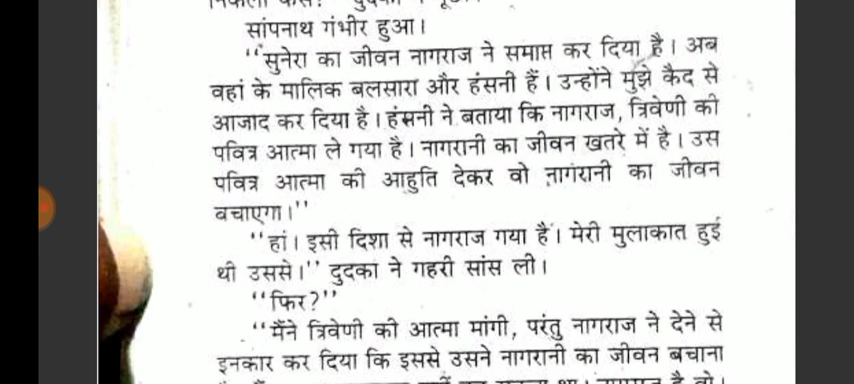 सांपनाथ गंभीर हुआ।
‘‘सुनेरा का जीवन नागराज ने समाप्त कर दिया है। अब
वहां के मालिक बलसारा और हंसनी हैं। उन्होंने मुझे कैद से
आजाद कर दिया है। हंसनी ने बताया कि नागराज, त्रिवेणी की
पवित्र आत्मा ले गया है। नागरानी का जीवन खतरे में है। उस
पवित्र आत्मा की आहुति देकर वो नागरानी का जीवन
बचाएगा।’’
‘‘हां। इसी दिशा से नागराज गया है। मेरी मुलाकात हुई
थी उससे।’’ दुदका ने गहरी सांस ली।
‘‘फिर?’’
‘‘मैंने त्रिवेणी की आत्मा मांगी, परंतु नागराज ने देने से
इनकार कर दिया कि इससे उसने नागरानी का जीवन बचाना